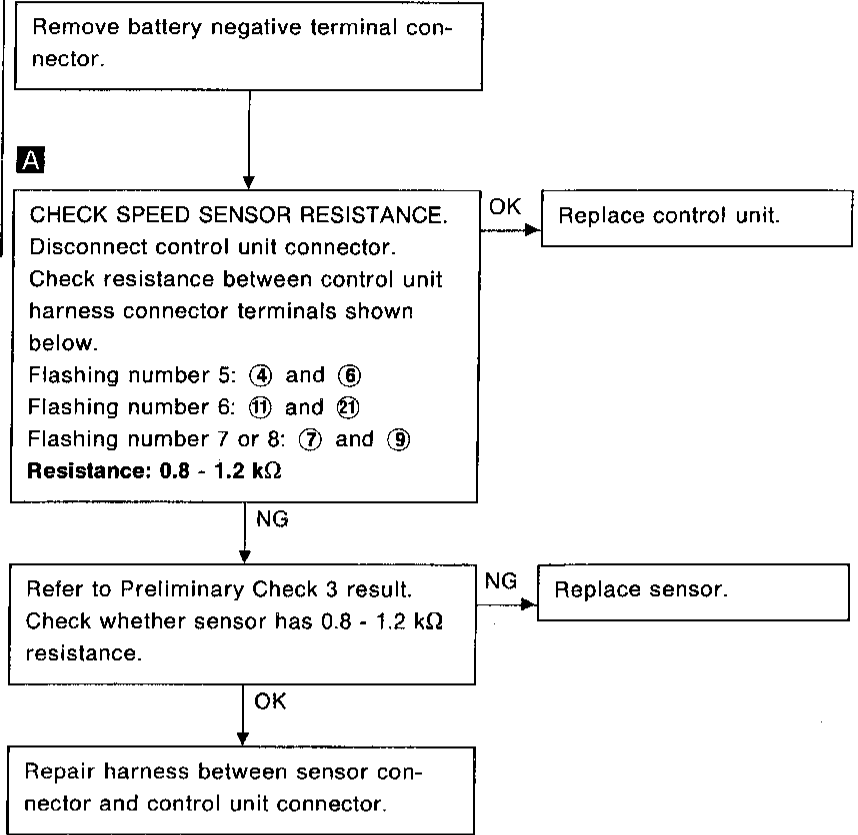 Remove battery negative terminal con-
nector.
A
CHECK SPEED SENSOR RESISTANCE.
Disconnect control unit connector.
Check resistance between control unit
harness connector terminals shown
below.
Flashing number 5: ④ and ⑥
Flashing number 6: ⑪ and ㉑
Flashing number 7 or 8: ⑦ and ⑨
Resistance: 0.8 - 1.2 kΩ
OK
Replace control unit.
NG
Refer to Preliminary Check 3 result.
Check whether sensor has 0.8 - 1.2 kΩ
resistance.
NG
Replace sensor.
OK
Repair harness between sensor con-
nector and control unit connector.